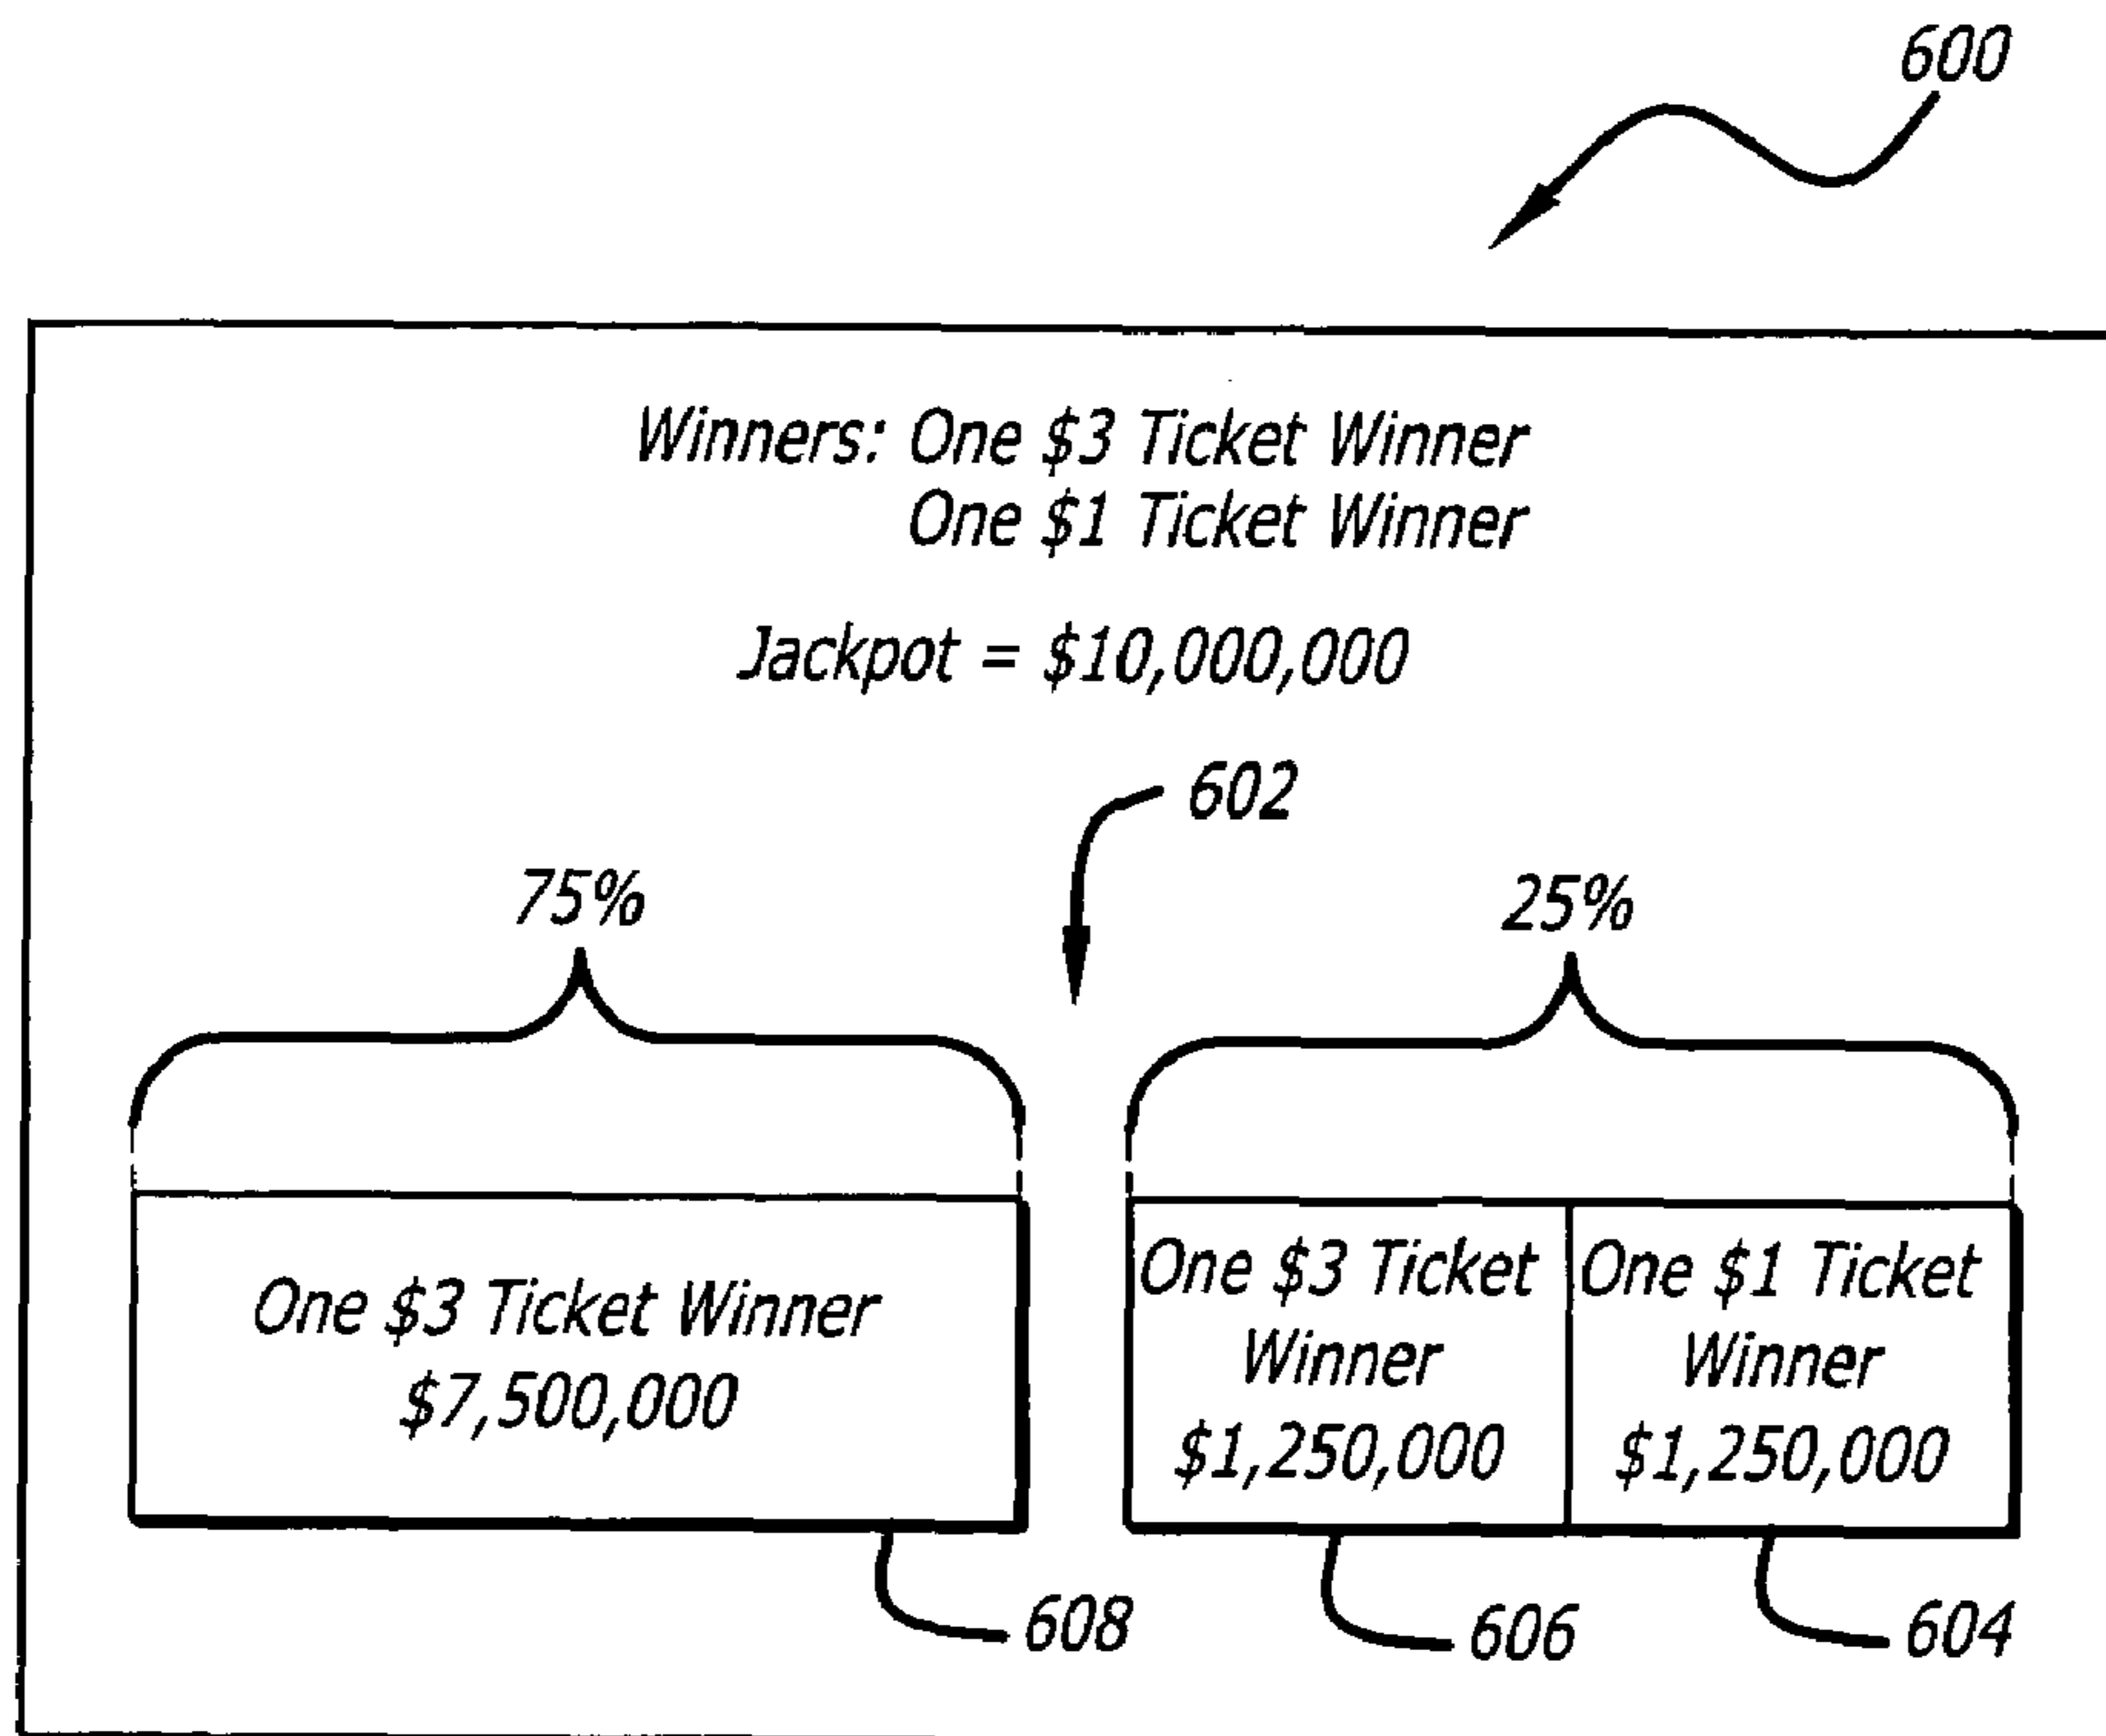 600
Winners: One $3 Ticket Winner
One $1 Ticket Winner
Jackpot = $10,000,000
602
75%
25%
One $3 Ticket Winner
$7,500,000
One $3 Ticket
Winner
$1,250,000
One $1 Ticket
Winner
$1,250,000
608
606
604